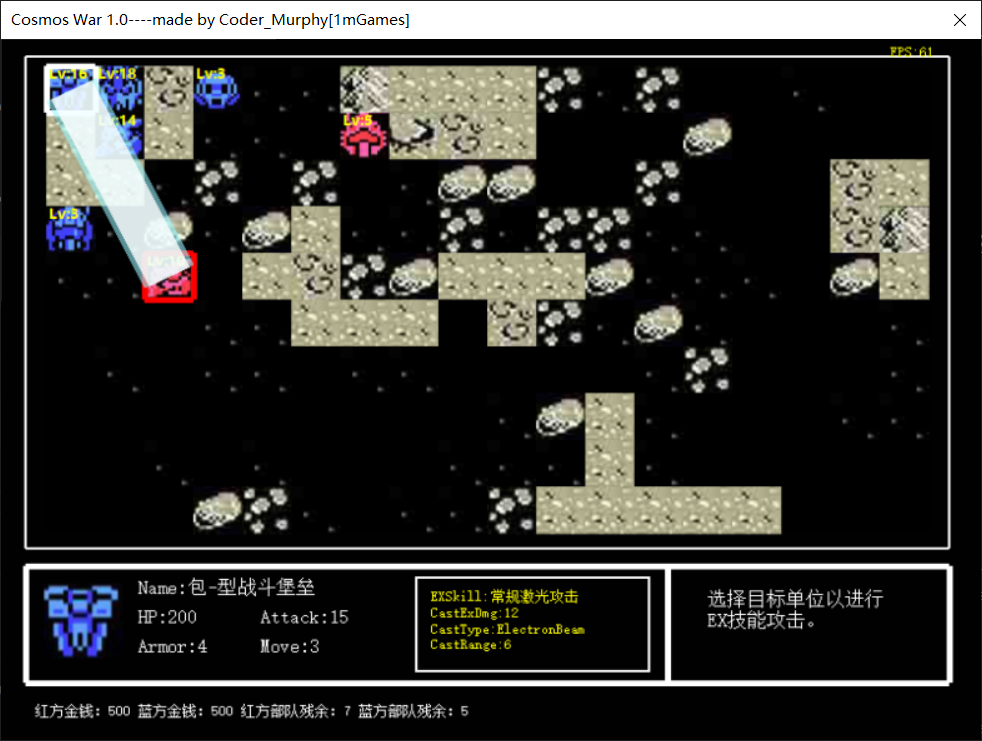 Cosmos War 1.0----made by Coder_Murphy[1mGames]
FPS:61
Lv:16 Lv:18 Lv:3
Lv:14 Lv:5
Lv:3
Name:包-型战斗堡垒
HP:200 Attack:15
Armor:4 Move:3
EXSkill:常规激光攻击
CastExDmg:12
CastType:ElectronBeam
CastRange:6
选择目标单位以进行
EX技能攻击。
红方金钱: 500 蓝方金钱: 500 红方部队残余: 7 蓝方部队残余: 5